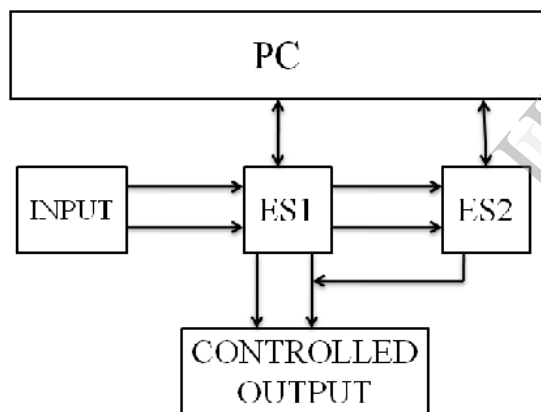 PC
INPUT
ES1
ES2
CONTROLLED
OUTPUT